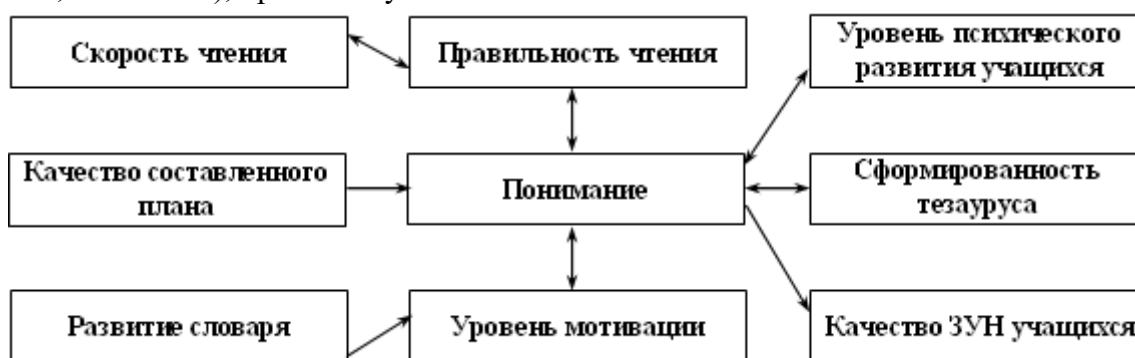 Скорость чтения
Правильность чтения
Уровень психического
развития учащихся
Качество составленного
плана
Понимание
Сформированность
тезауруса
Развитие словаря
Уровень мотивации
Качество ЗУН учащихся